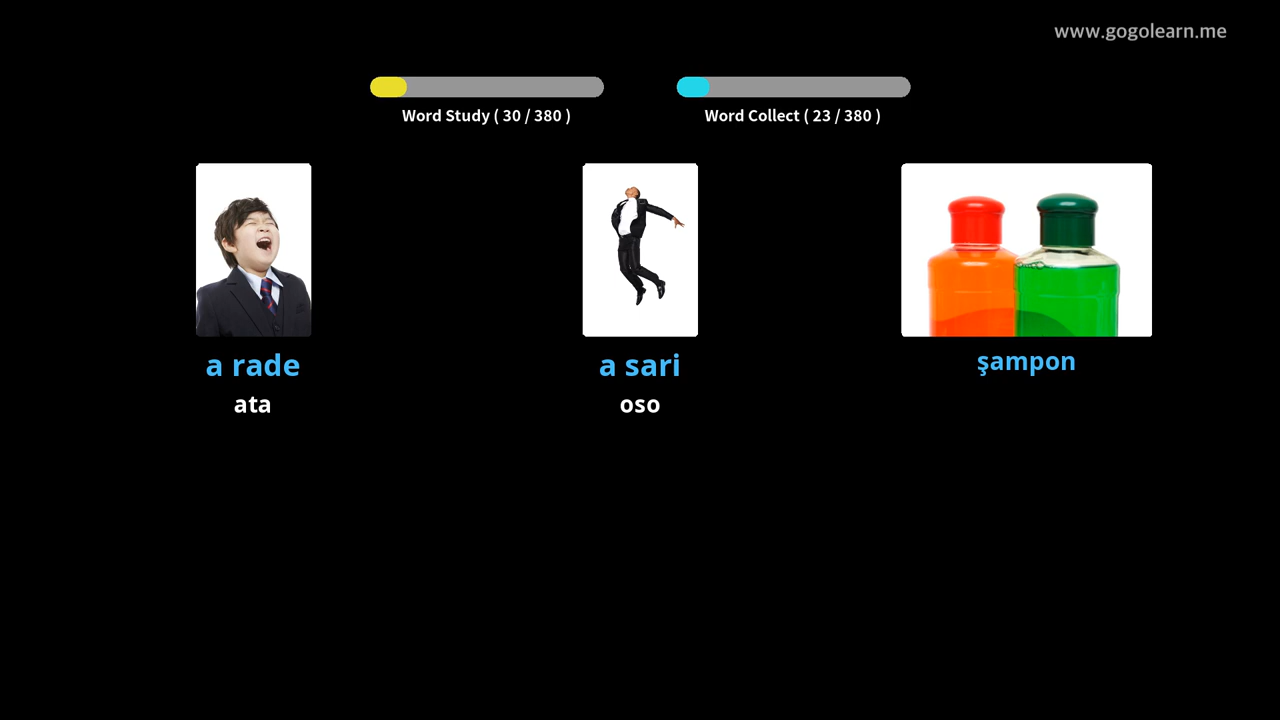 www.gogolearn.me
Word Study ( 30 / 380 )
Word Collect ( 23 / 380 )
a rade
ata
a sari
oso
şampon